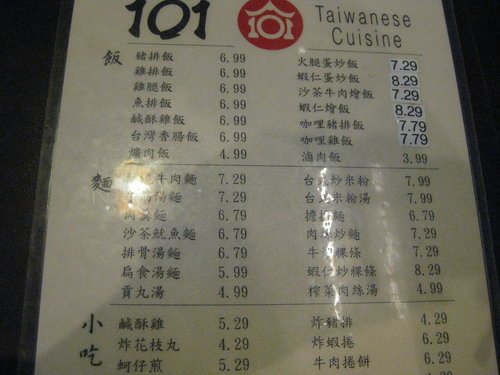 101
Taiwanese
Cuisine
飯
豬排飯 6.99
雞排飯 6.99
雞腿飯 6.99
魚排飯 6.99
鹹酥雞飯 6.99
台灣香腸飯 6.99
爌肉飯 4.99
火腿蛋炒飯 7.29
蝦仁蛋炒飯 8.29
沙茶牛肉燴飯 7.29
蝦仁燴飯 8.29
咖哩豬排飯 7.79
咖哩雞飯 7.79
滷肉飯 3.99
麵
牛肉麵 7.29
湯麵 7.29
肉羹麵 6.79
沙茶魷魚麵 6.79
排骨湯麵 6.79
扁食湯麵 5.99
貢丸湯 4.99
台式炒米粉 7.99
台式米粉湯 7.99
擔麵 6.79
肉炒麵 7.29
牛粿條 7.29
蝦仁炒粿條 8.29
榨菜肉絲湯 4.99
小吃
鹹酥雞 5.29
炸花枝丸 4.29
蚵仔煎 5.29
炸豬排 4.29
炸蝦捲 6.29
牛肉捲餅